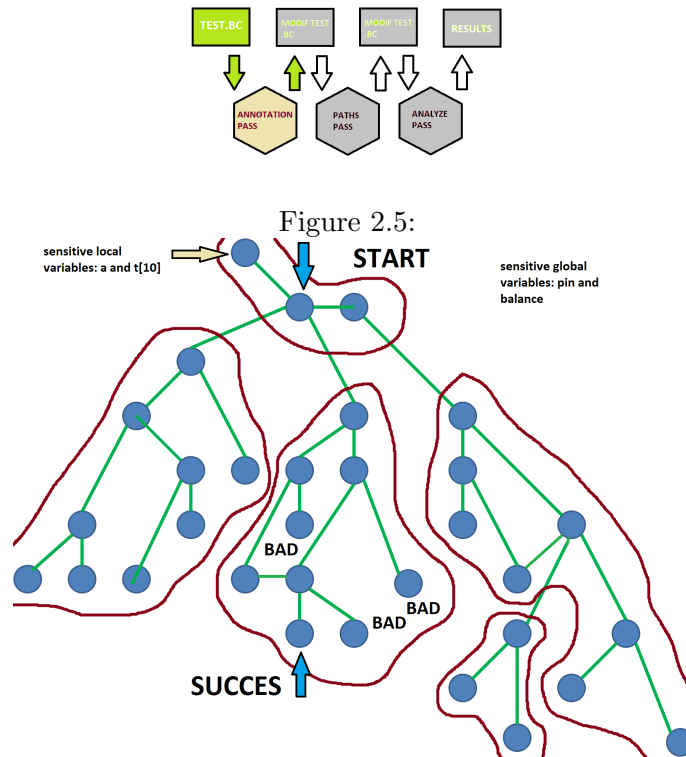 TEST.BC
MODIF TEST
.BC
MODIF TEST
.BC
RESULTS
ANNOTATION
PASS
PATHS
PASS
ANALYZE
PASS
Figure 2.5:
sensitive local
variables: a and t[10]
START
sensitive global
variables: pin and
balance
BAD
BAD
BAD
SUCCES